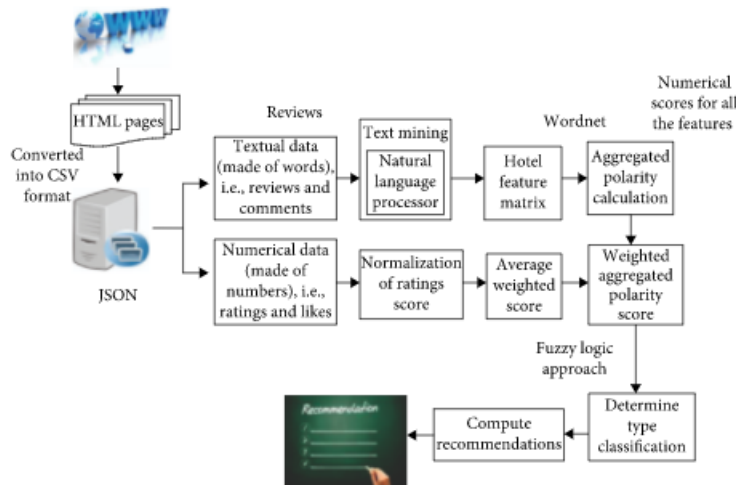 WWW
HTML pages
Converted
into CSV
format
JSON
Reviews
Textual data
(made of words),
i.e., reviews and
comments
Text mining
Natural
language
processor
Hotel
feature
matrix
Wordnet
Aggregated
polarity
calculation
Numerical
scores for all
the features
Numerical data
(made of
numbers), i.e.,
ratings and likes
Normalization
of ratings
score
Average
weighted
score
Weighted
aggregated
polarity
score
Fuzzy logic
approach
Determine
type
classification
Compute
recommendations
Recommendation